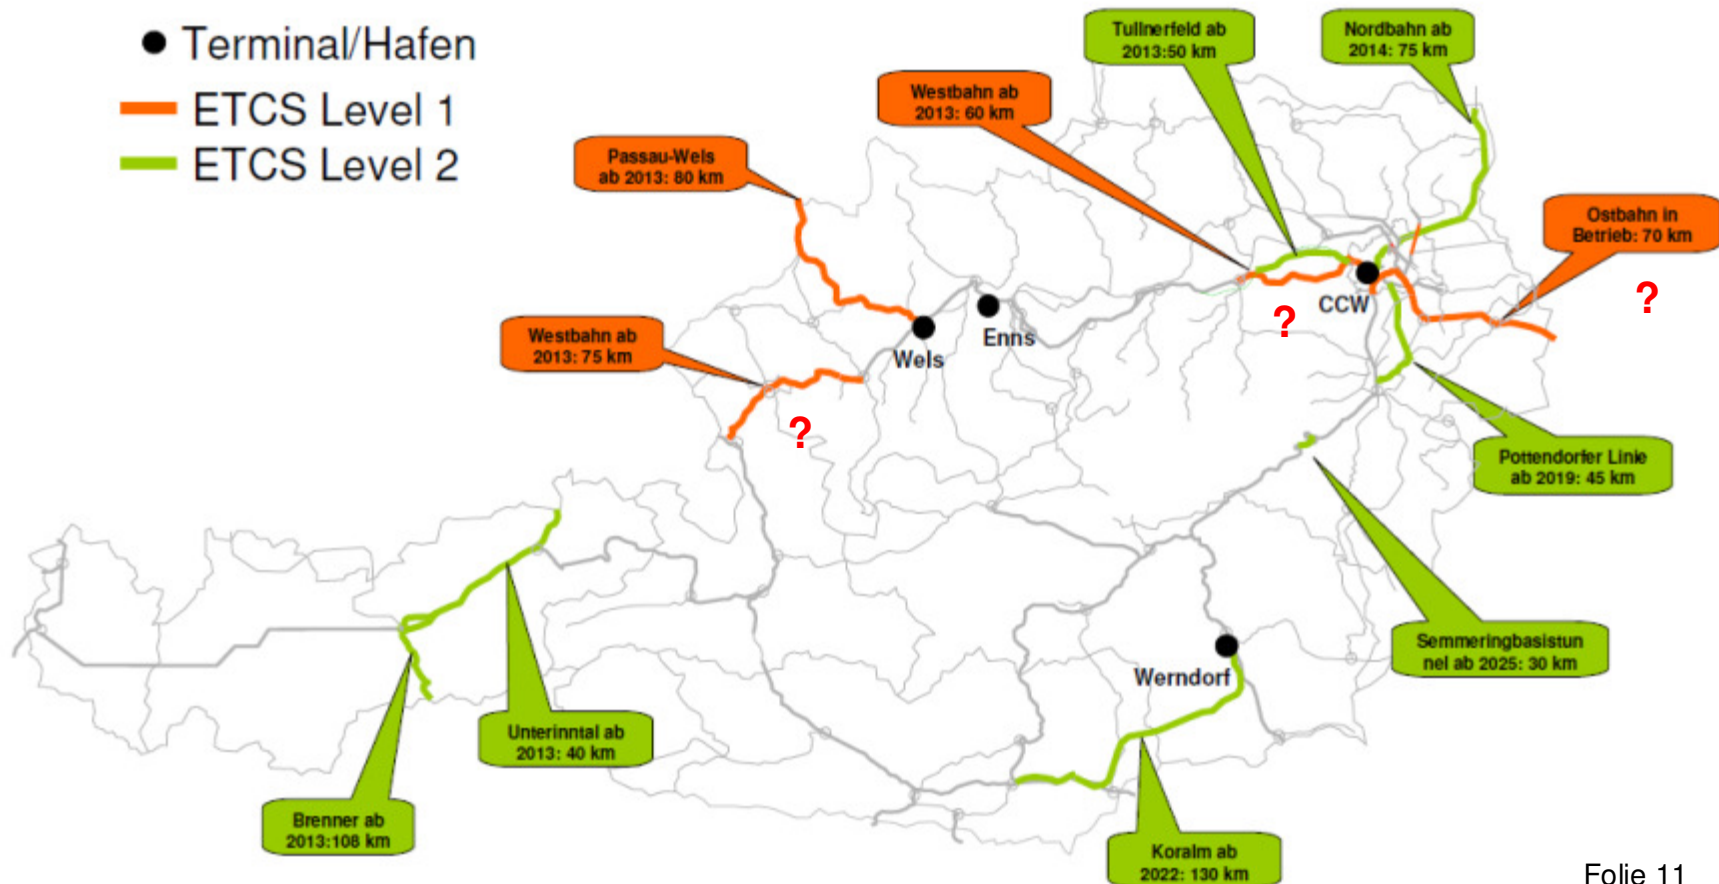 Terminal/Hafen
ETCS Level 1
ETCS Level 2
Tullnerfeld ab
2013:50 km
Nordbahn ab
2014: 75 km
Westbahn ab
2013: 60 km
Passau-Wels
ab 2013: 80 km
Ostbahn in
Betrieb: 70 km
?
?
CCW
Enns
Wels
Westbahn ab
2013: 75 km
?
Pottendorfer Linie
ab 2019: 45 km
Semmeringbasistun
nel ab 2025: 30 km
Werndorf
Unterinntal ab
2013: 40 km
Brenner ab
2013:108 km
Koralm ab
2022: 130 km
Folie 11